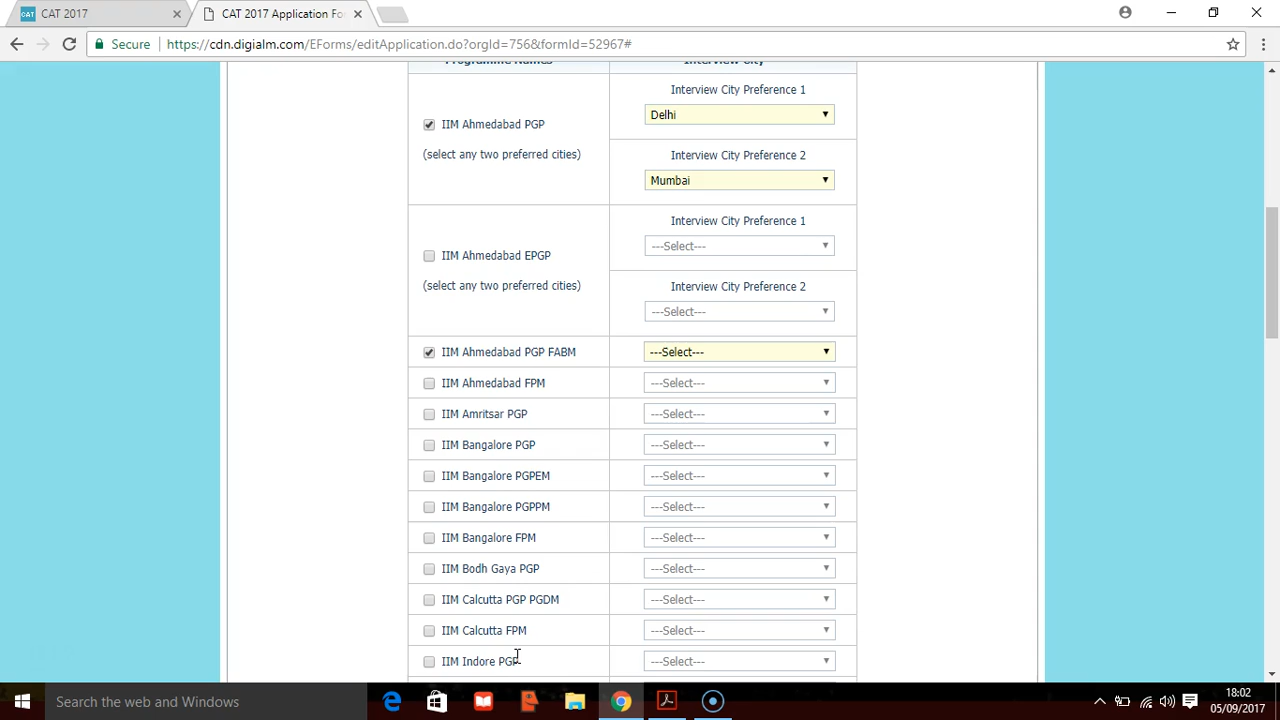 CAT 2017
CAT 2017 Application Fo
Secure https://cdn.digialm.com/EForms/editApplication.do?orgId=756&formId=52967#
Programme Names Interview City
Interview City Preference 1
IIM Ahmedabad PGP Delhi
(select any two preferred cities) Interview City Preference 2
Mumbai
Interview City Preference 1
IIM Ahmedabad EPGP ---Select---
(select any two preferred cities) Interview City Preference 2
---Select---
IIM Ahmedabad PGP FABM ---Select---
IIM Ahmedabad FPM ---Select---
IIM Amritsar PGP ---Select---
IIM Bangalore PGP ---Select---
IIM Bangalore PGPEM ---Select---
IIM Bangalore PGPPM ---Select---
IIM Bangalore FPM ---Select---
IIM Bodh Gaya PGP ---Select---
IIM Calcutta PGP PGDM ---Select---
IIM Calcutta FPM ---Select---
IIM Indore PGP ---Select---
Search the web and Windows
18:02
05/09/2017